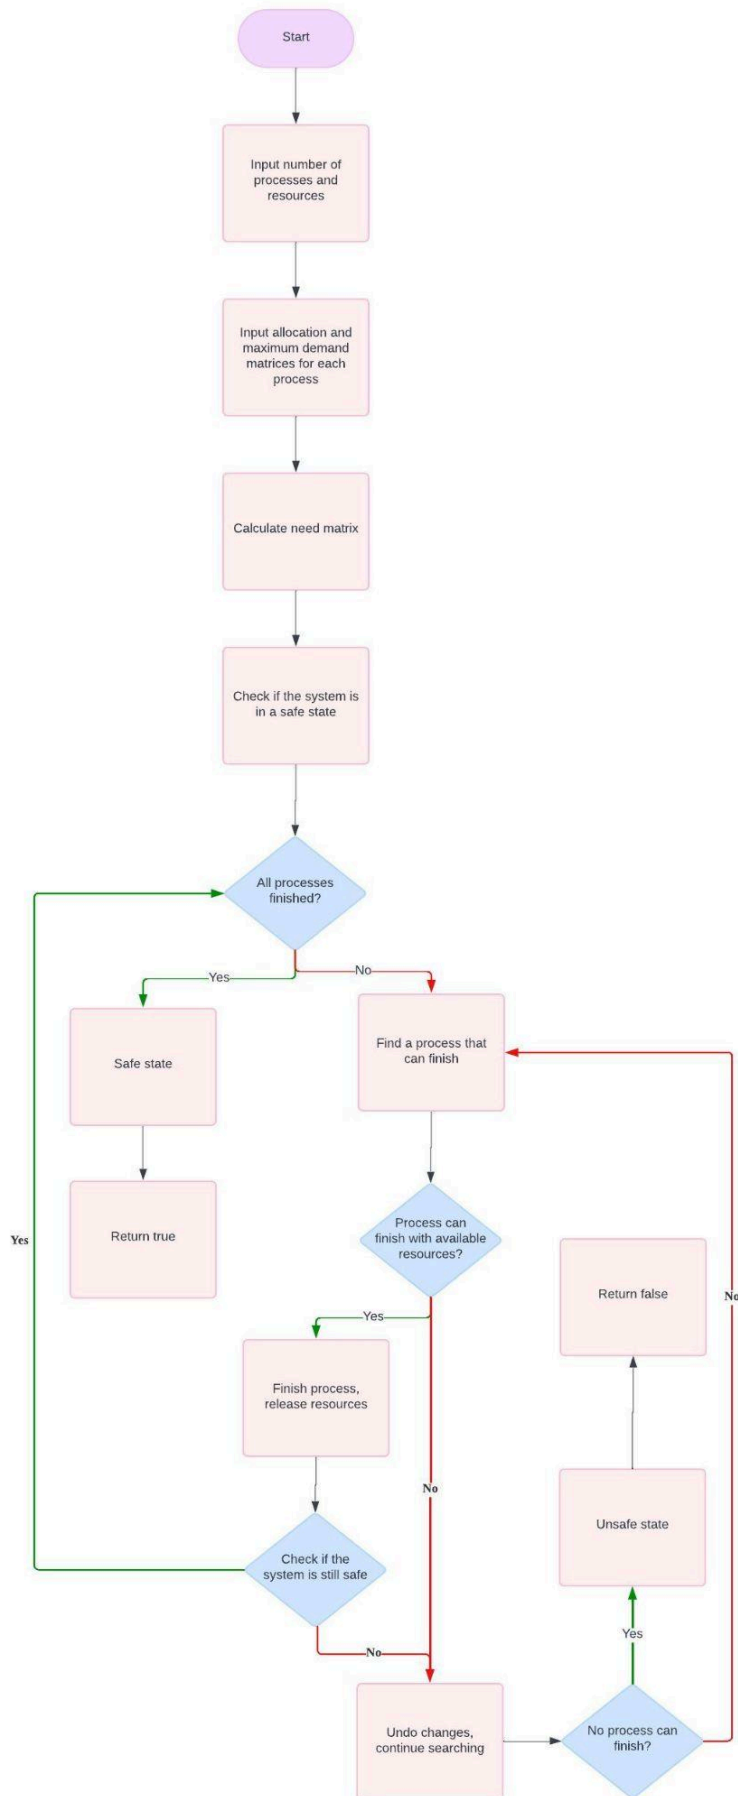 Start
Input number of
processes and
resources
Input allocation and
maximum demand
matrices for each
process
Calculate need matrix
Check if the system is
in a safe state
All processes
finished?
Yes
No
Safe state
Find a process that
can finish
Return true
Process can
finish with available
resources?
Yes
Return false
No
Yes
Finish process,
release resources
No
Unsafe state
Check if the
system is still safe
Yes
No
Undo changes,
continue searching
No process can
finish?